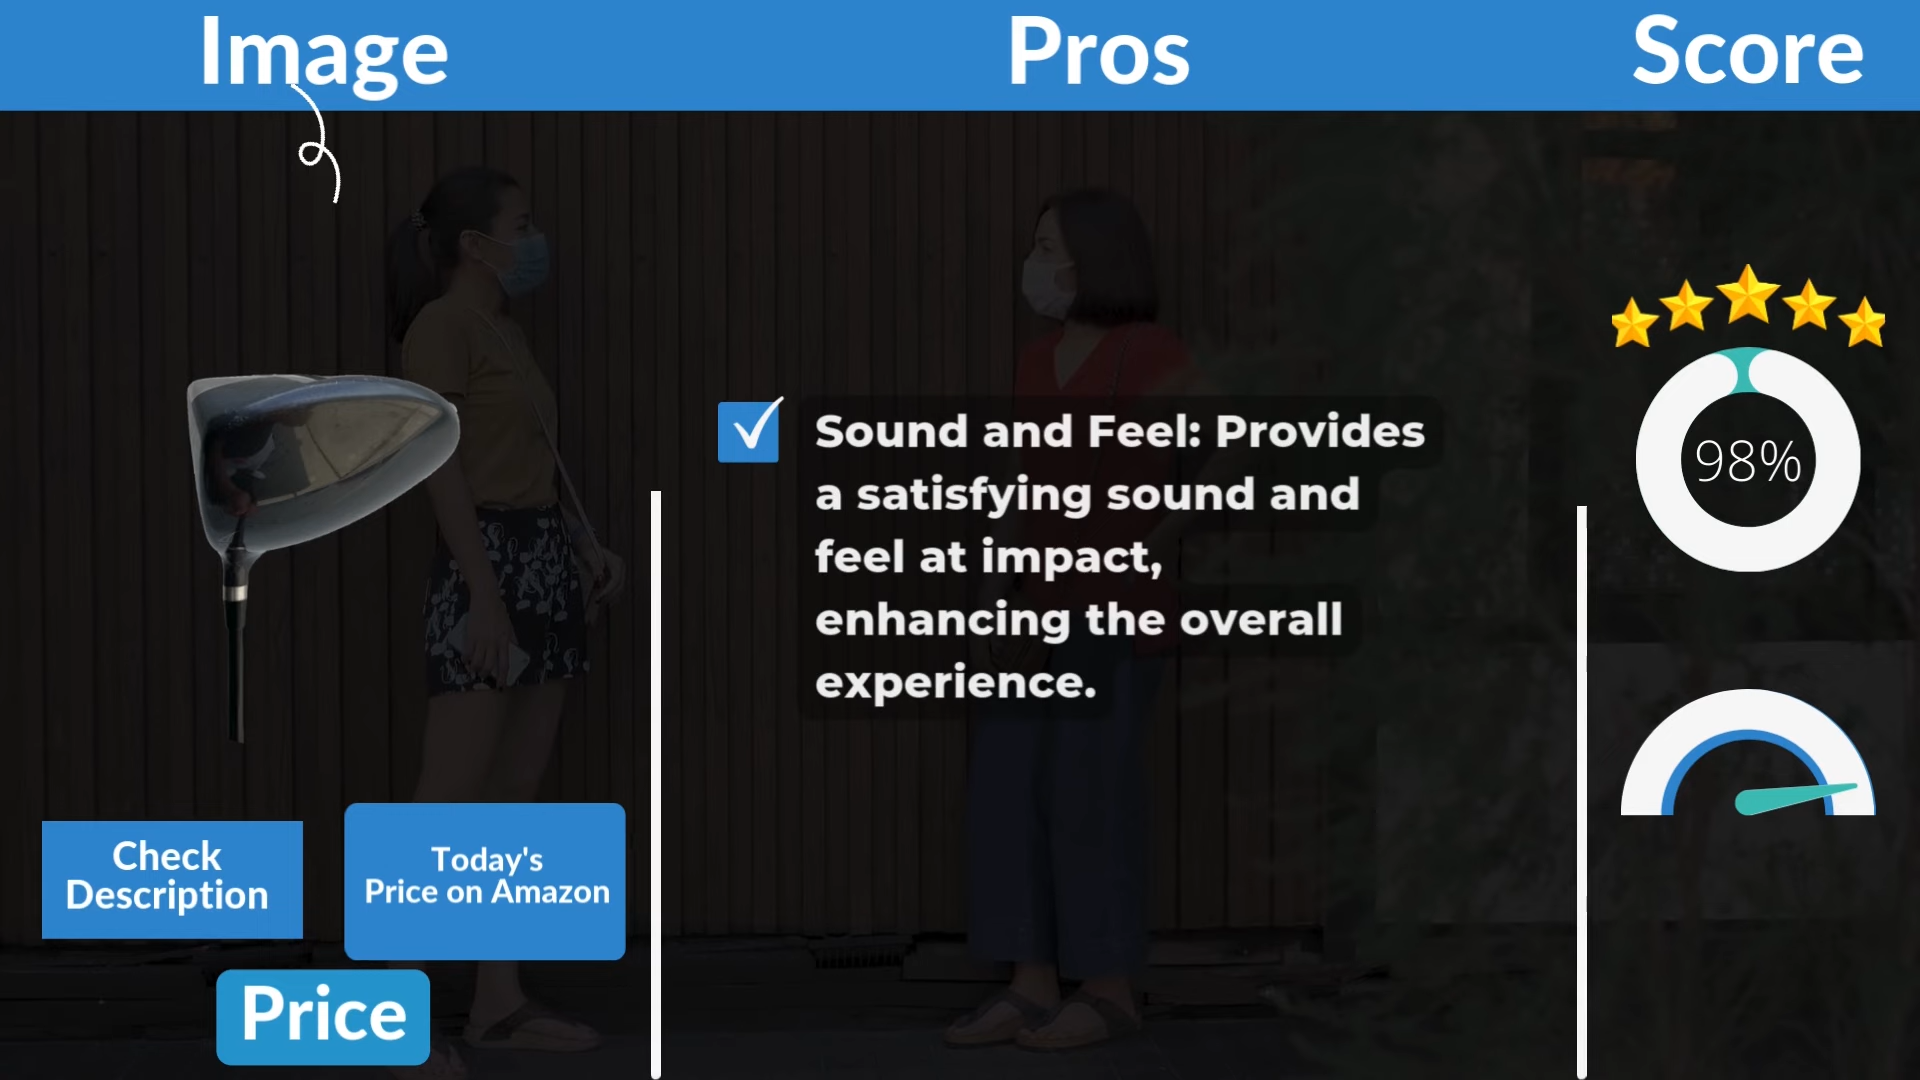 Image
Pros
Score
Sound and Feel: Provides
a satisfying sound and
feel at impact,
enhancing the overall
experience.
98%
Check
Description
Today's
Price on Amazon
Price